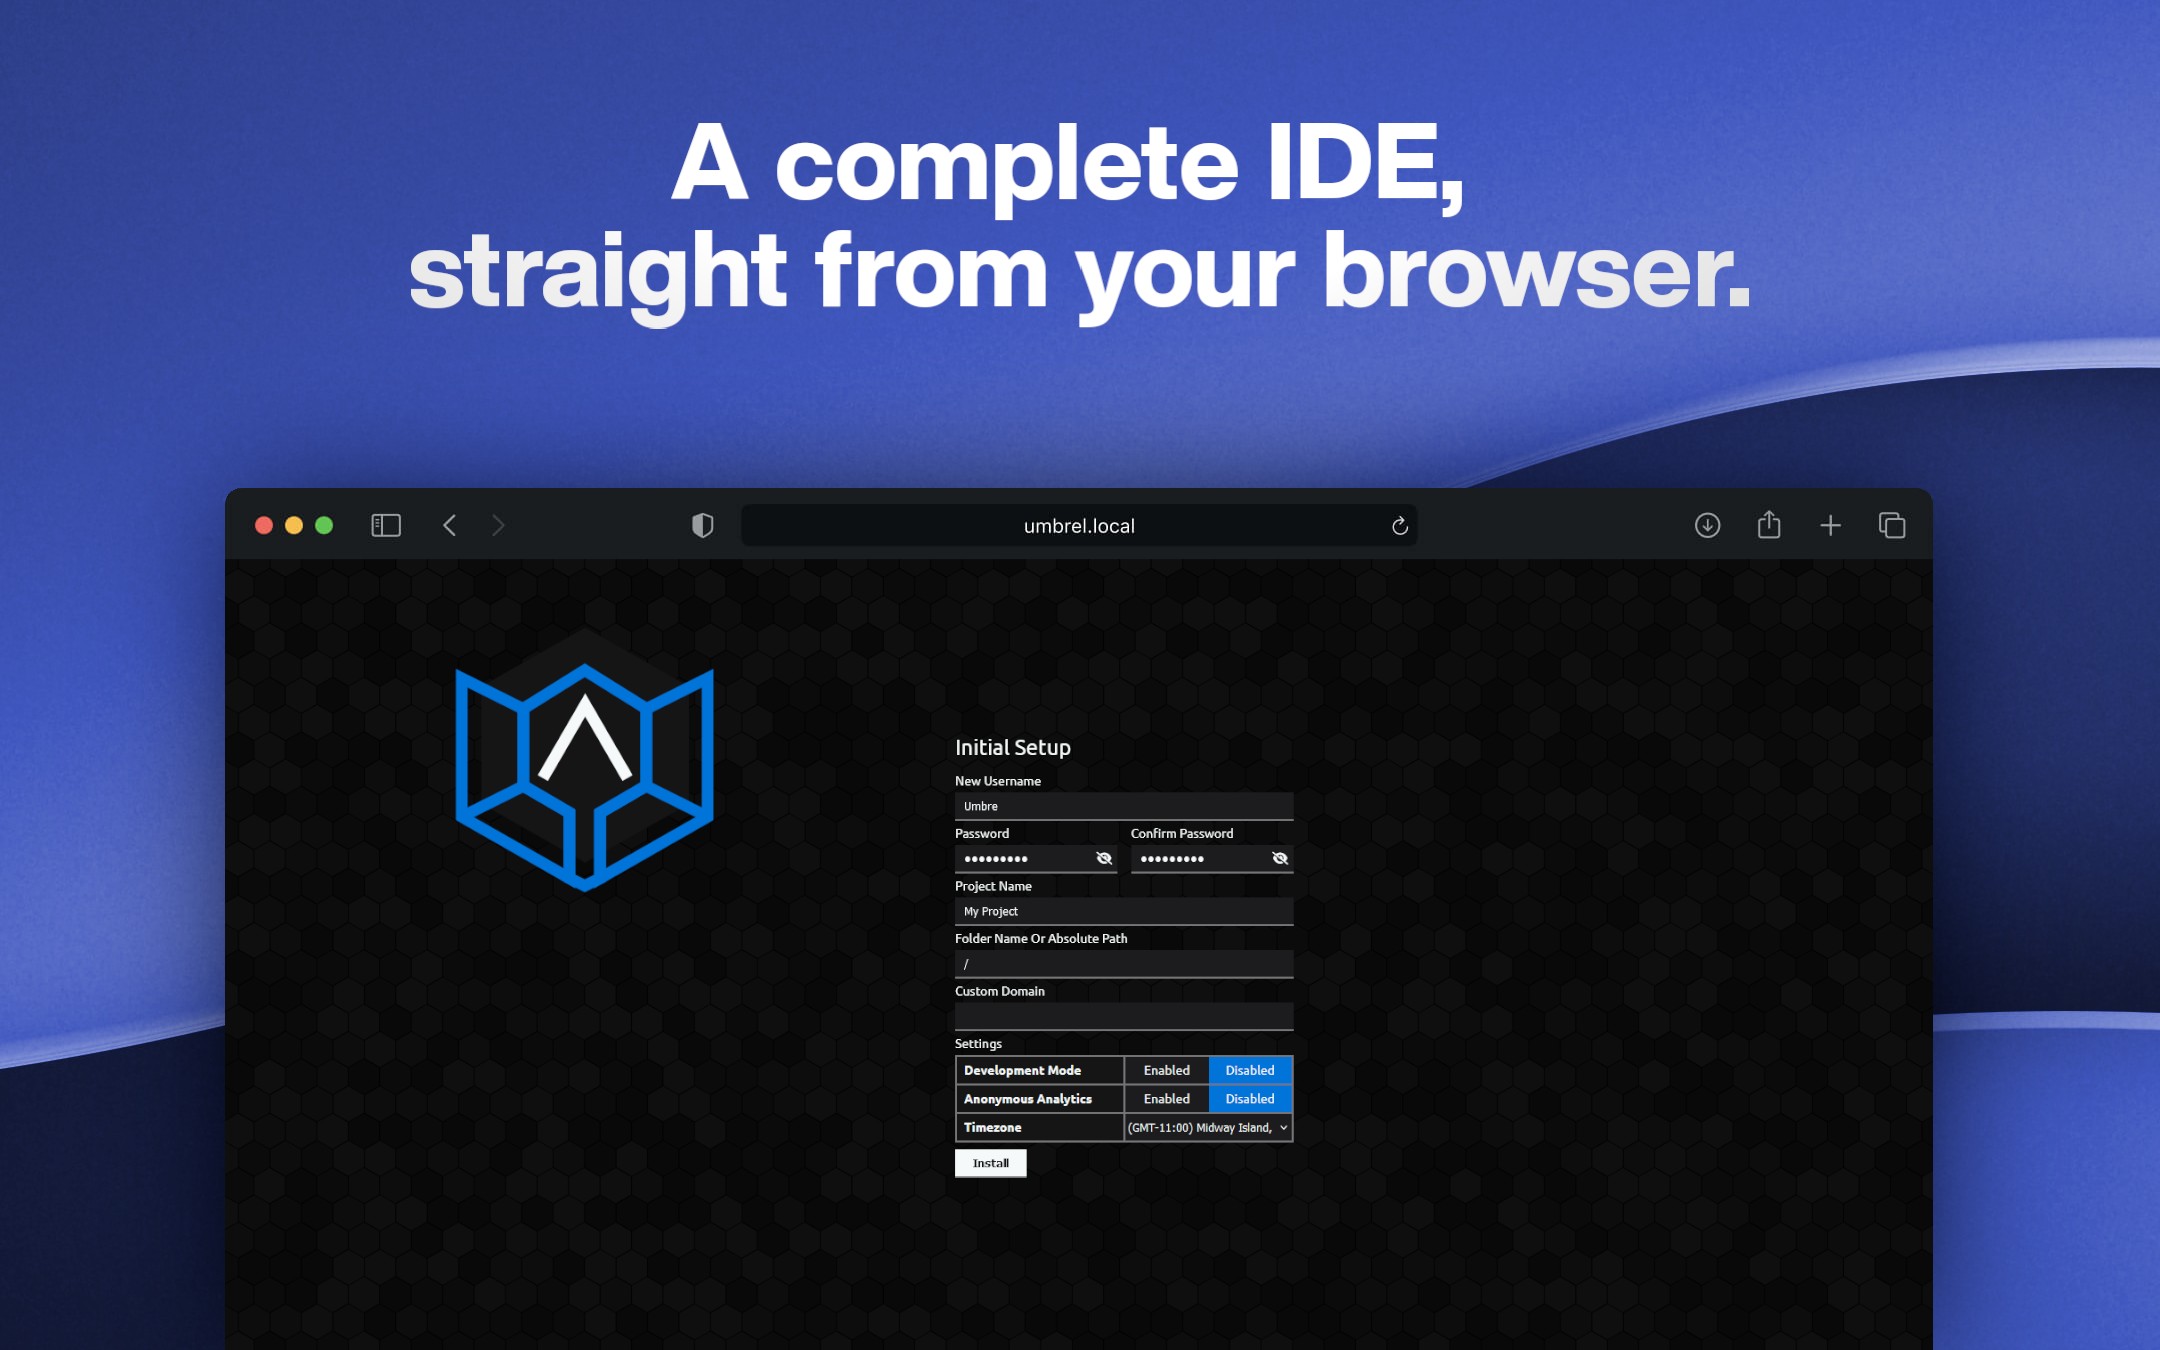 A complete IDE,
straight from your browser.
umbrel.local
Initial Setup
New Username
Umbre
Password Confirm Password
••••••••• •••••••••
Project Name
My Project
Folder Name Or Absolute Path
/
Custom Domain
Settings
Development Mode Enabled Disabled
Anonymous Analytics Enabled Disabled
Timezone (GMT-11:00) Midway Island,
Install